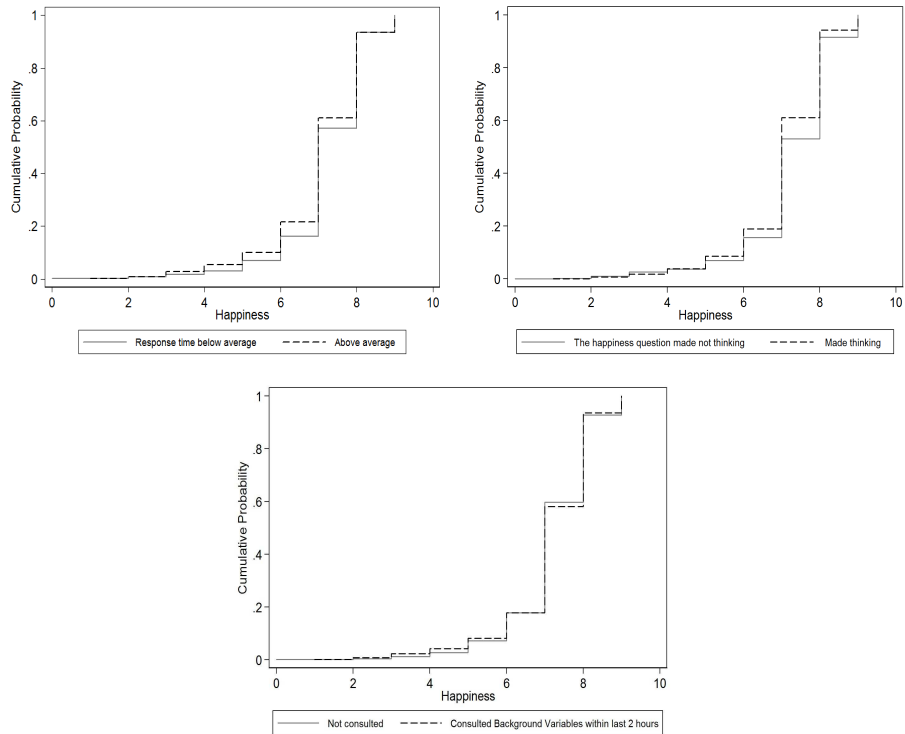 Cumulative Probability
1
.8
.6
.4
.2
0
0 2 4 6 8 10
Happiness
Response time below average Above average
Cumulative Probability
1
.8
.6
.4
.2
0
0 2 4 6 8 10
Happiness
The happiness question made not thinking Made thinking
Cumulative Probability
1
.8
.6
.4
.2
0
0 2 4 6 8 10
Happiness
Not consulted Consulted Background Variables within last 2 hours